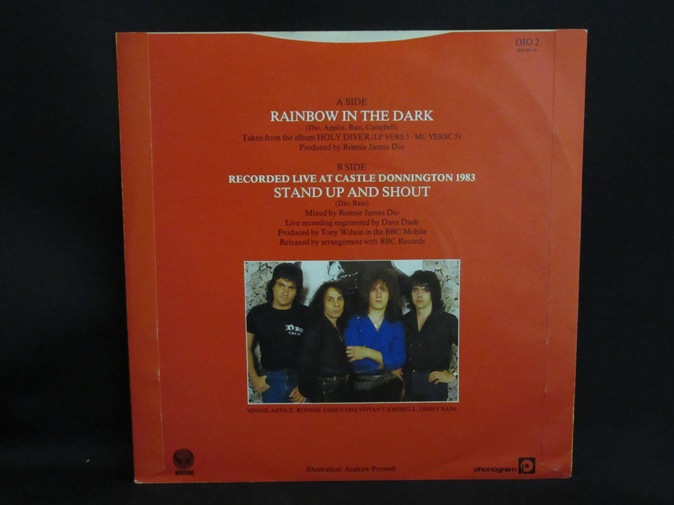 DIO 2
A SIDE
RAINBOW IN THE DARK
(Dio, Appice, Bain, Campbell)
Taken from the album HOLY DIVER (LP VERS 5 · MC VERSC 5)
Produced by Ronnie James Dio
B SIDE
RECORDED LIVE AT CASTLE DONNINGTON 1983
STAND UP AND SHOUT
(Dio, Bain)
Mixed by Ronnie James Dio
Live recording engineered by Dave Dade
Produced by Tony Wilson in the BBC Mobile
Released by arrangement with BBC Records
VINNIE APPICE, RONNIE JAMES DIO, VIVIAN CAMPBELL, JIMMY BAIN
VERTIGO
Illustration: Andrew Prewett
phonogram